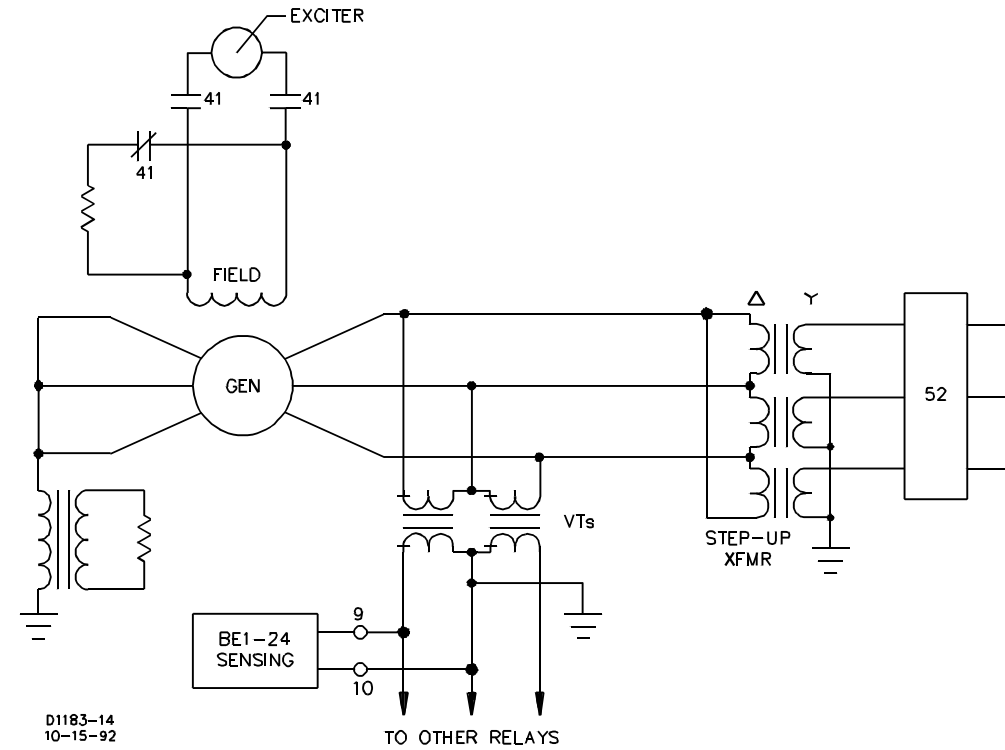 EXCITER
41
41
41
FIELD
GEN
Δ
Y
52
VTs
STEP-UP
XFMR
9
BE1-24
SENSING
10
D1183-14
10-15-92
TO OTHER RELAYS